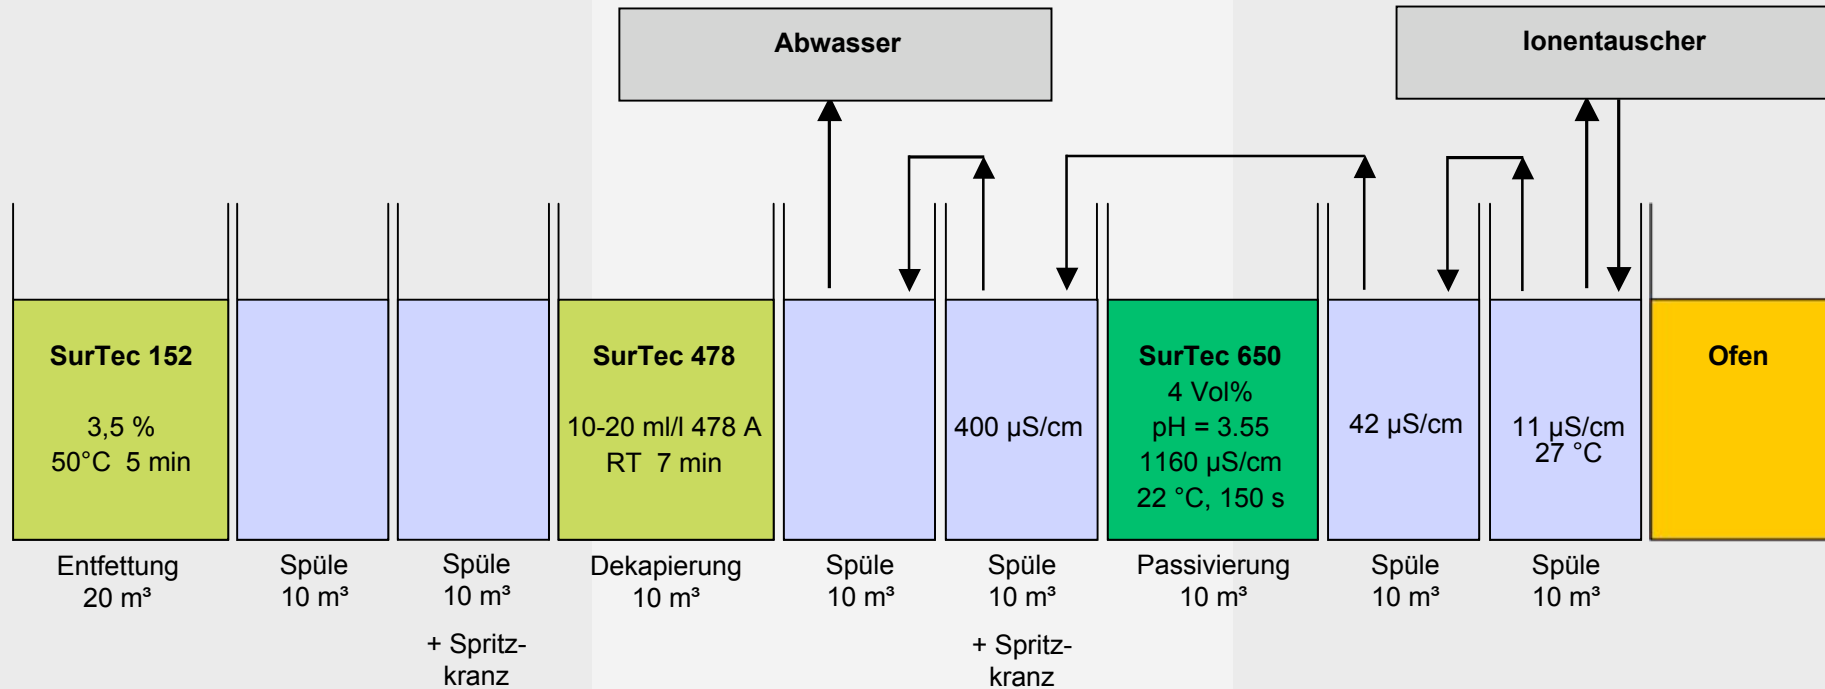 Abwasser
Ionentauscher
SurTec 152
3,5 %
50°C 5 min
SurTec 478
10-20 ml/l 478 A
RT 7 min
400 µS/cm
SurTec 650
4 Vol%
pH = 3.55
1160 µS/cm
22 °C, 150 s
42 µS/cm
11 µS/cm
27 °C
Ofen
Entfettung
20 m³
Spüle
10 m³
Spüle
10 m³
+ Spritz-
kranz
Dekapierung
10 m³
Spüle
10 m³
Spüle
10 m³
+ Spritz-
kranz
Passivierung
10 m³
Spüle
10 m³
Spüle
10 m³